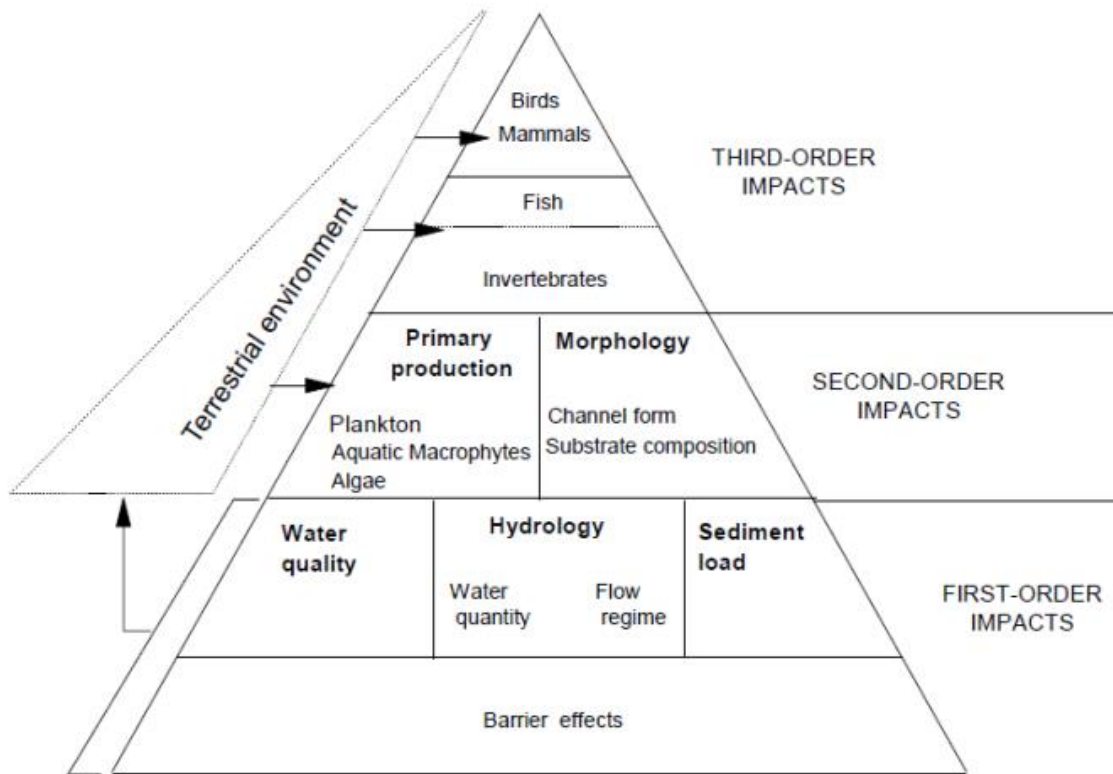 Birds
Mammals
THIRD-ORDER
IMPACTS
Fish
Terrestrial environment
Invertebrates
Primary
production
Morphology
SECOND-ORDER
IMPACTS
Plankton
Aquatic Macrophytes
Algae
Channel form
Substrate composition
Water
quality
Hydrology
Sediment
load
Water
quantity
Flow
regime
FIRST-ORDER
IMPACTS
Barrier effects